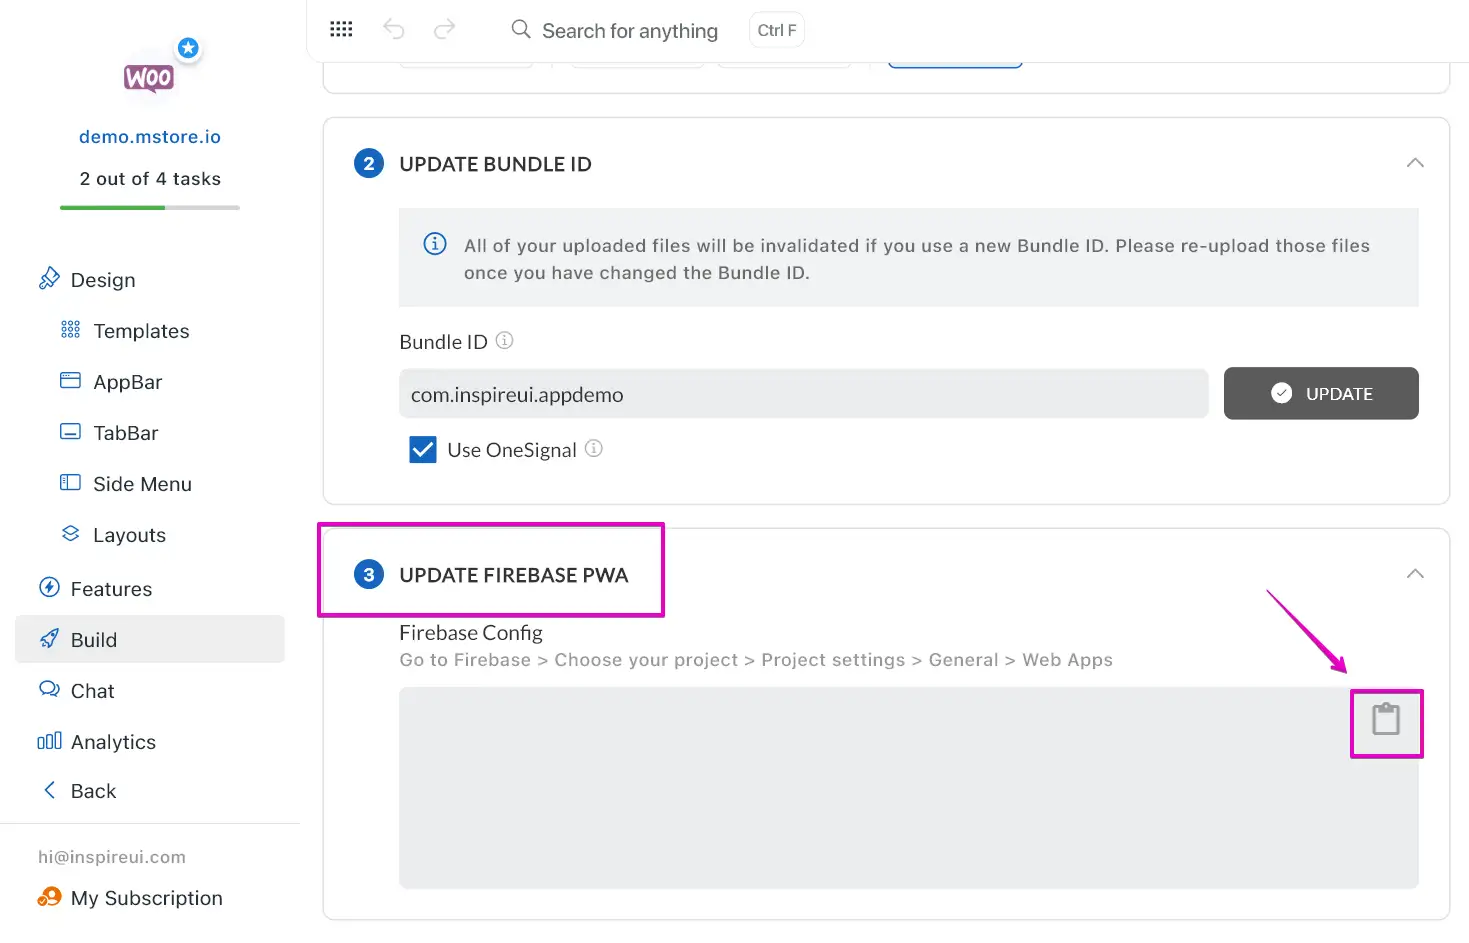 Search for anything
Ctrl F
WOO
demo.mstore.io
2 out of 4 tasks
Design
Templates
AppBar
TabBar
Side Menu
Layouts
Features
Build
Chat
Analytics
Back
hi@inspireui.com
My Subscription
2 UPDATE BUNDLE ID
All of your uploaded files will be invalidated if you use a new Bundle ID. Please re-upload those files
once you have changed the Bundle ID.
Bundle ID
com.inspireui.appdemo
UPDATE
Use OneSignal
3 UPDATE FIREBASE PWA
Firebase Config
Go to Firebase > Choose your project > Project settings > General > Web Apps